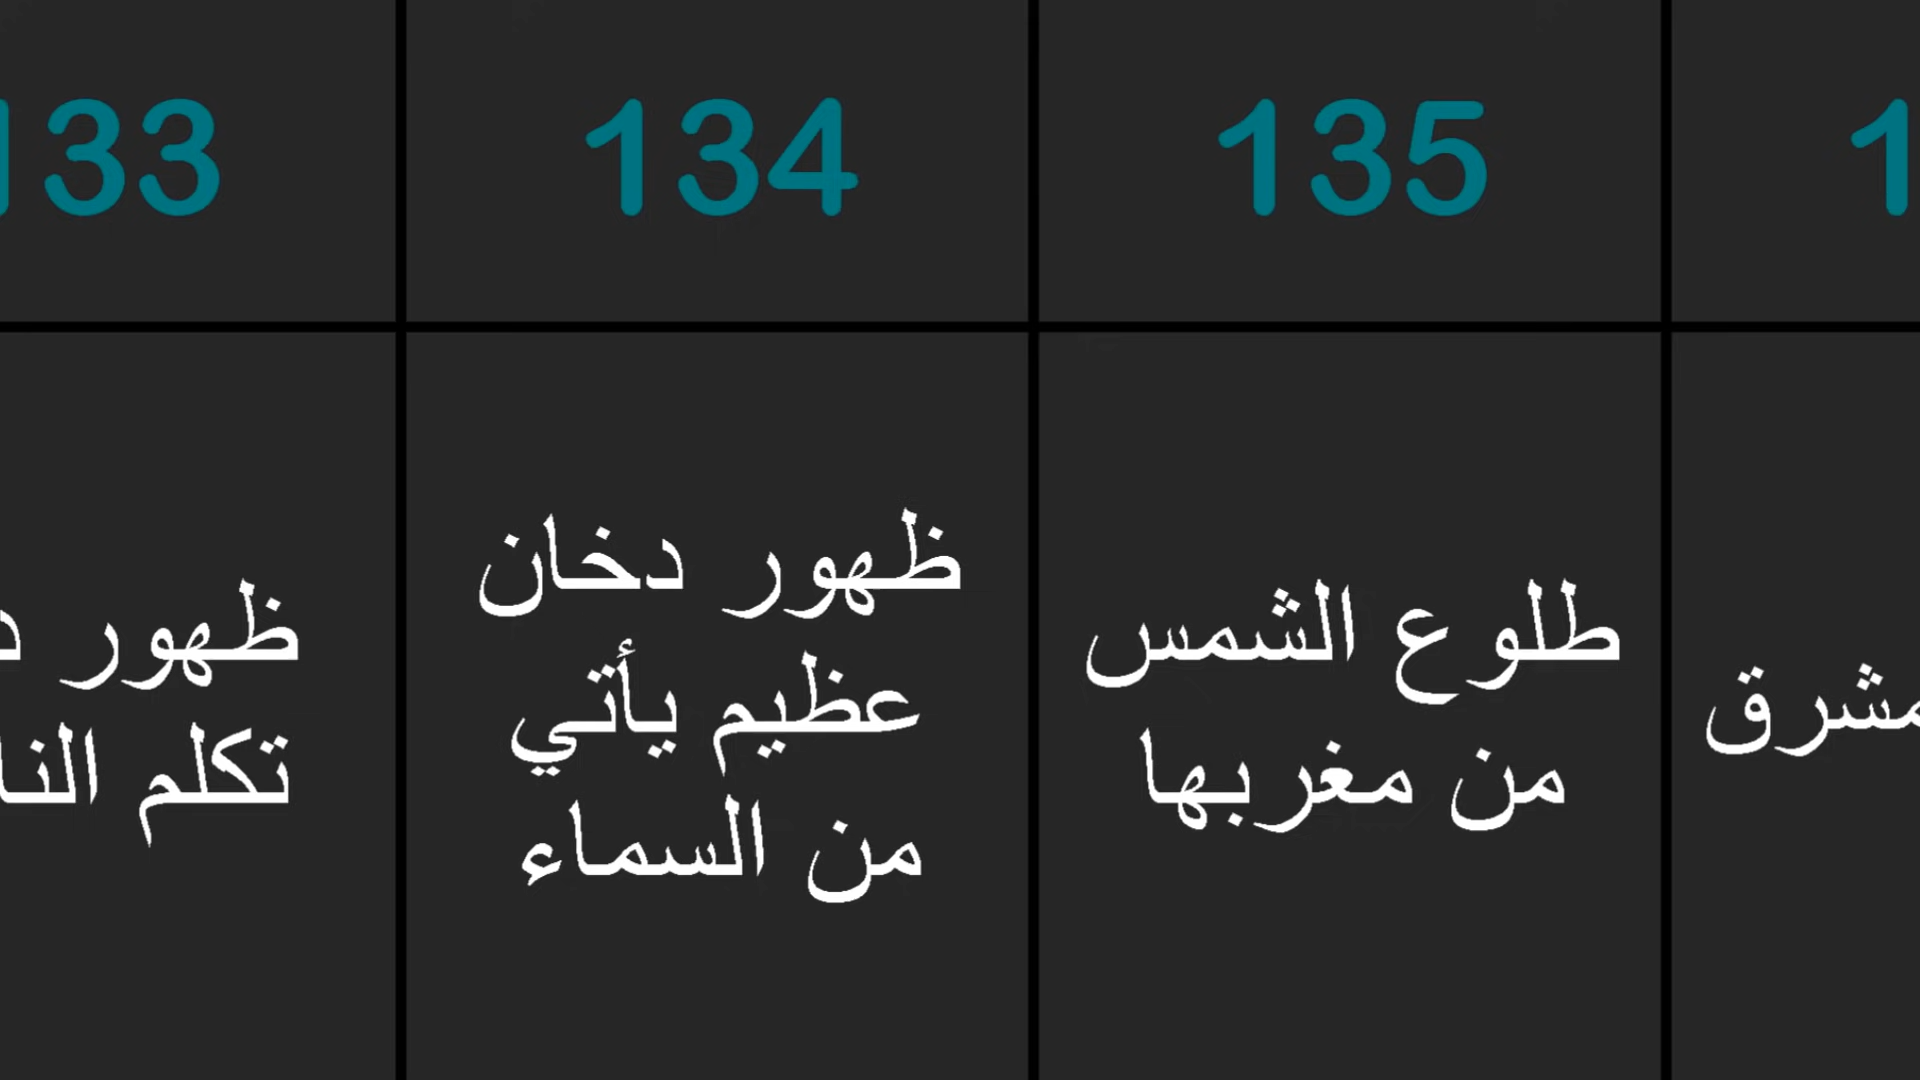 133
134
135
ظهور
تكلم
ظهور دخان
عظيم يأتي
من السماء
طلوع الشمس
من مغربها